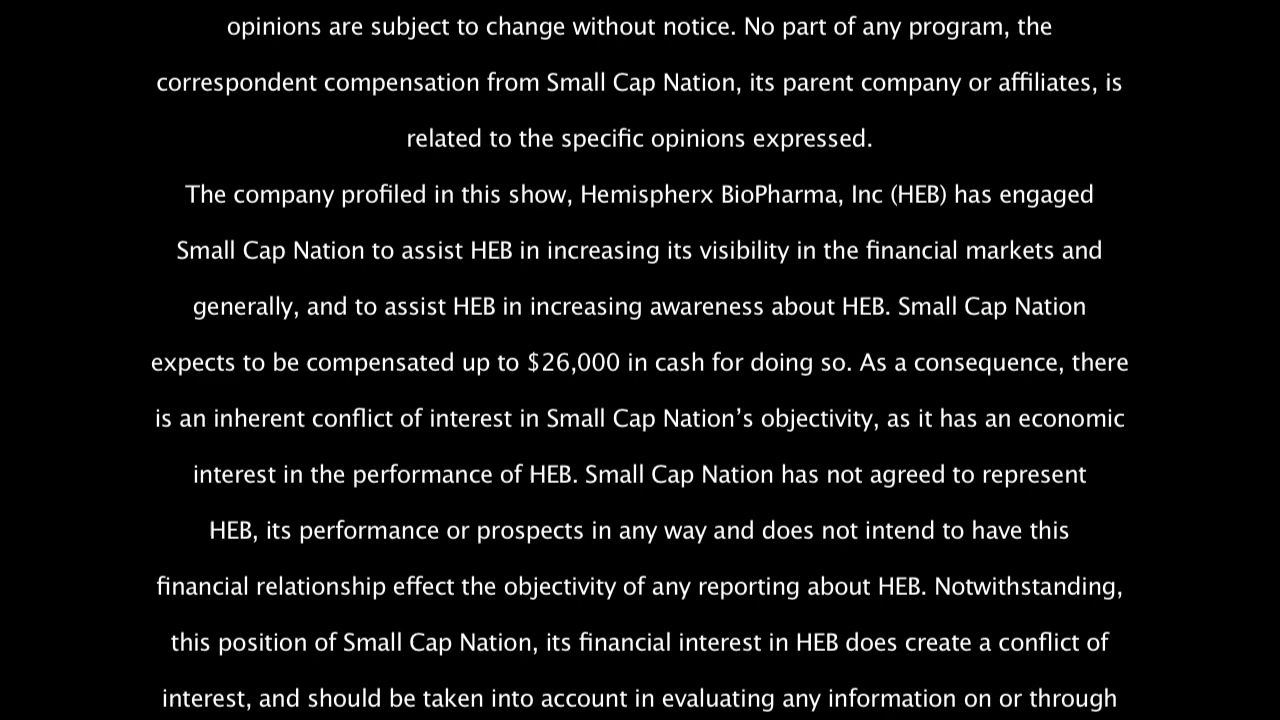 opinions are subject to change without notice. No part of any program, the
correspondent compensation from Small Cap Nation, its parent company or affiliates, is
related to the specific opinions expressed.
The company profiled in this show, Hemispherx BioPharma, Inc (HEB) has engaged
Small Cap Nation to assist HEB in increasing its visibility in the financial markets and
generally, and to assist HEB in increasing awareness about HEB. Small Cap Nation
expects to be compensated up to $26,000 in cash for doing so. As a consequence, there
is an inherent conflict of interest in Small Cap Nation’s objectivity, as it has an economic
interest in the performance of HEB. Small Cap Nation has not agreed to represent
HEB, its performance or prospects in any way and does not intend to have this
financial relationship effect the objectivity of any reporting about HEB. Notwithstanding,
this position of Small Cap Nation, its financial interest in HEB does create a conflict of
interest, and should be taken into account in evaluating any information on or through